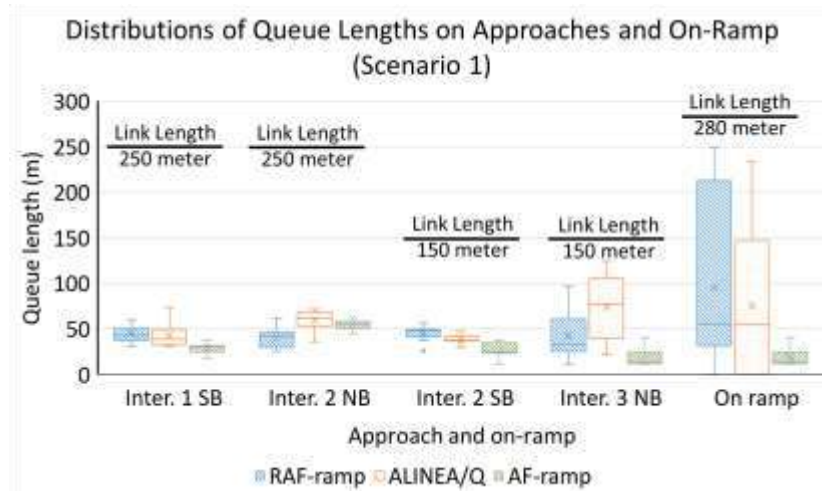 Distributions of Queue Lengths on Approaches and On-Ramp
(Scenario 1)
Queue length (m)
300
250
200
150
100
50
0
Link Length
250 meter
Link Length
250 meter
Link Length
150 meter
Link Length
150 meter
Link Length
280 meter
Inter. 1 SB
Inter. 2 NB
Inter. 2 SB
Inter. 3 NB
On ramp
Approach and on-ramp
RAF-ramp
ALINEA/Q
AF-ramp